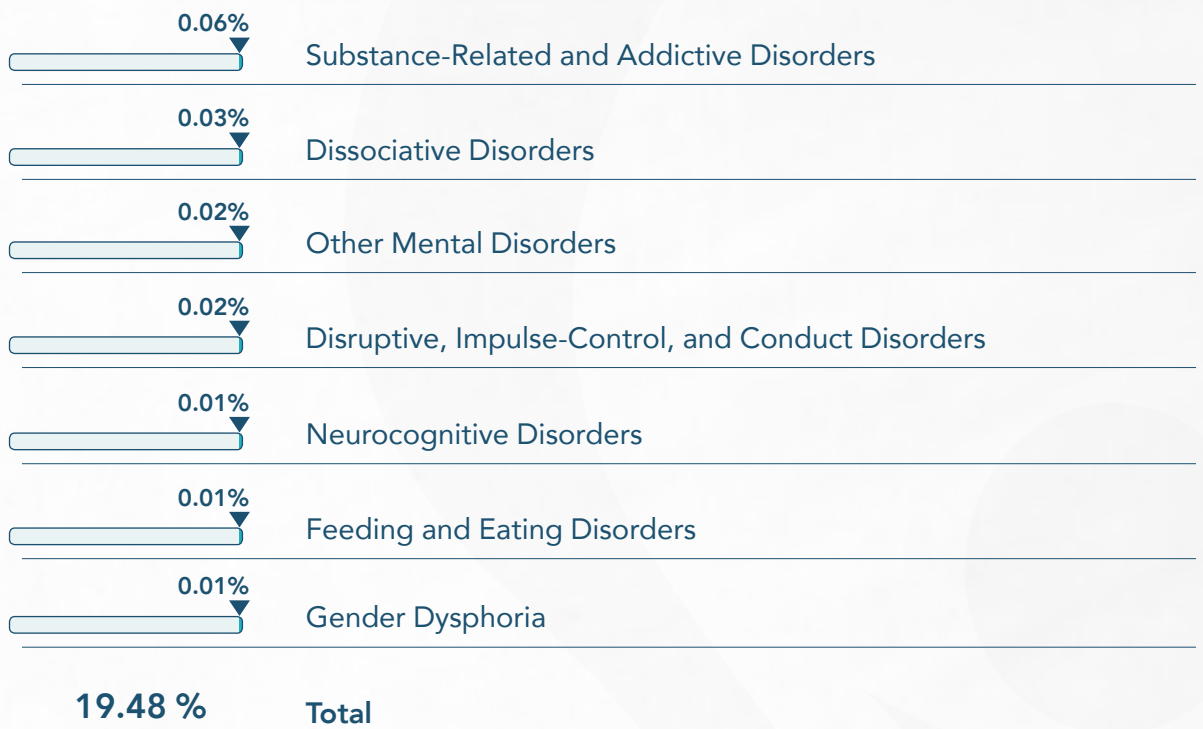 0.06%
Substance-Related and Addictive Disorders
0.03%
Dissociative Disorders
0.02%
Other Mental Disorders
0.02%
Disruptive, Impulse-Control, and Conduct Disorders
0.01%
Neurocognitive Disorders
0.01%
Feeding and Eating Disorders
0.01%
Gender Dysphoria
19.48 % Total